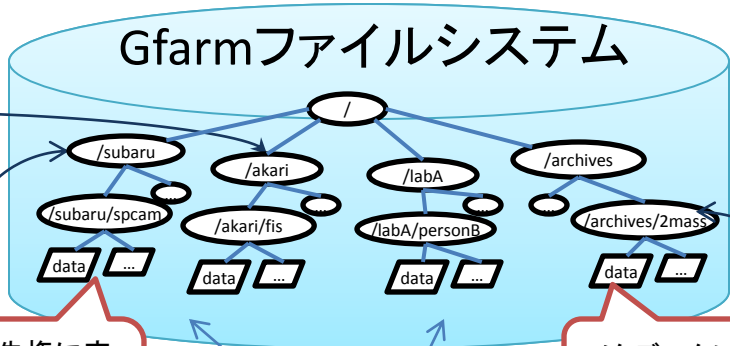 Gfarmファイルシステム
/
/subaru
/akari
/labA
/archives
...
...
...
...
/subaru/spcam
/akari/fis
/labA/personB
/archives/2mass
data
...
data
...
data
...
data
...